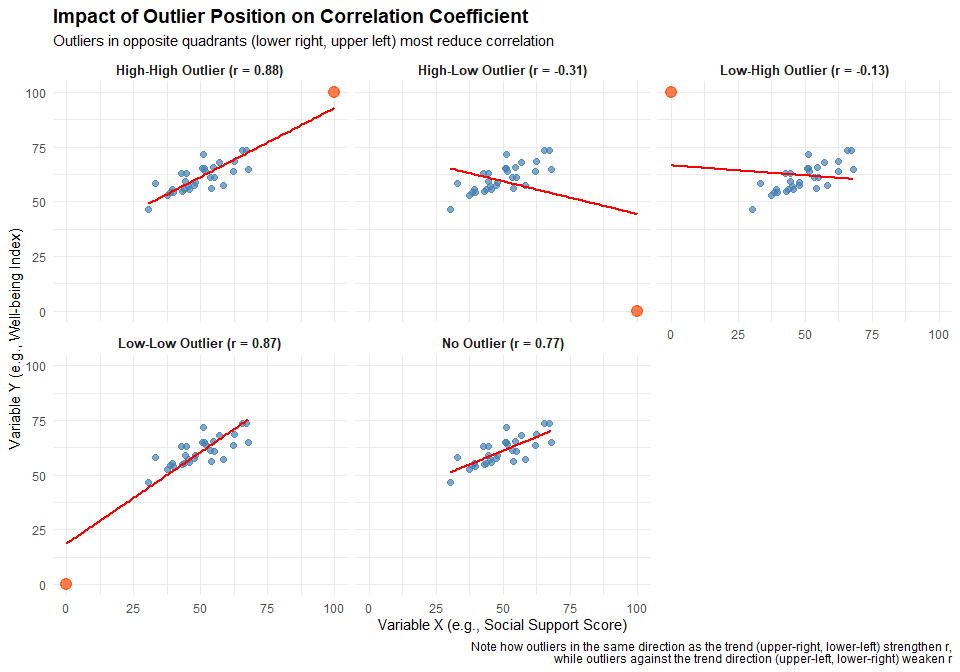 Impact of Outlier Position on Correlation Coefficient
Outliers in opposite quadrants (lower right, upper left) most reduce correlation
High-High Outlier (r = 0.88)
High-Low Outlier (r = -0.31)
Low-High Outlier (r = -0.13)
100
75
50
25
0
0 25 50 75 100
Low-Low Outlier (r = 0.87)
No Outlier (r = 0.77)
100
75
50
25
0
0 25 50 75 100
0 25 50 75 100
Variable Y (e.g., Well-being Index)
Variable X (e.g., Social Support Score)
Note how outliers in the same direction as the trend (upper-right, lower-left) strengthen r,
while outliers against the trend direction (upper-left, lower-right) weaken r